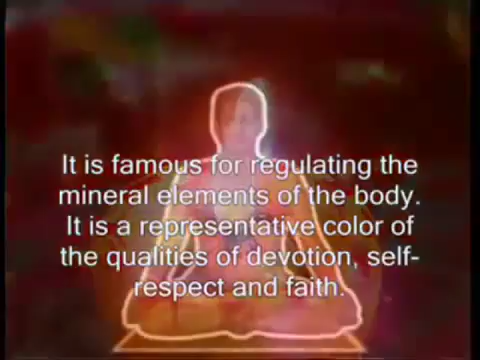 It is famous for regulating the
mineral elements of the body.
It is a representative color of
the qualities of devotion, self-
respect and faith.